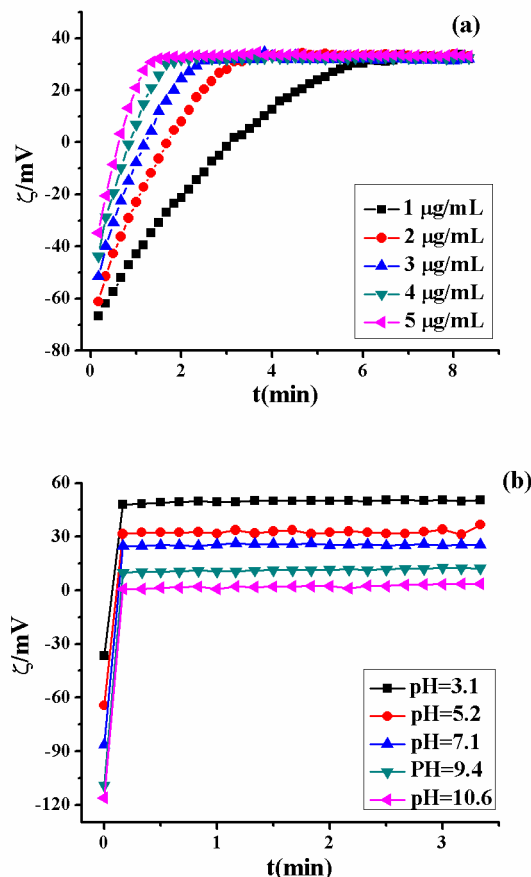 (a)
40
20
0
-20
-40
-60
-80
ζ/mV
1 μg/mL
2 μg/mL
3 μg/mL
4 μg/mL
5 μg/mL
0 2 4 6 8
t(min)
(b)
60
30
0
-30
-60
-90
-120
ζ/mV
pH=3.1
pH=5.2
pH=7.1
PH=9.4
pH=10.6
0 1 2 3
t(min)